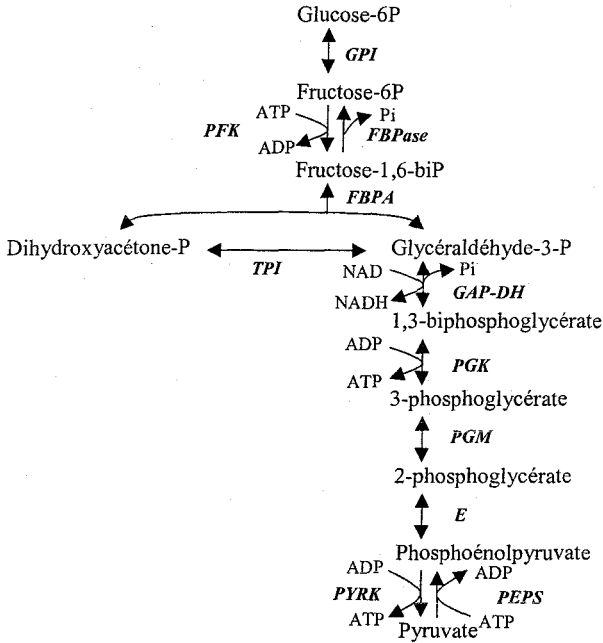 Glucose-6P
GPI
Fructose-6P
ATP Pi
PFK FBPase
ADP
Fructose-1,6-biP
FBPA
Dihydroxyacétone-P Glycéraldéhyde-3-P
TPI
NAD Pi
GAP-DH
NADH
1,3-biphosphoglycérate
ADP
PGK
ATP
3-phosphoglycérate
PGM
2-phosphoglycérate
E
Phosphoénolpyruvate
ADP ADP
PYRK PEPS
ATP ATP
Pyruvate